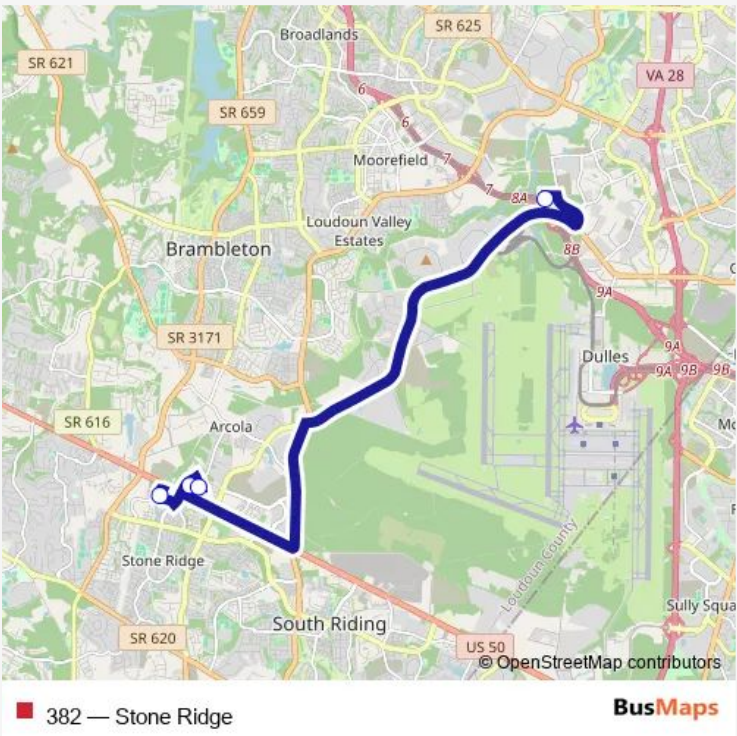 Broadlands
SR 625
SR 621
VA 28
6
SR 659
6
Moorefield
7
7
8A
Loudoun Valley
Estates
Brambleton
8B
9A
SR 3171
9A
Dulles
9A
9B
9B
SR 616
Arcola
Mc
Loudoun County
Stone Ridge
Sully Squa
South Riding
SR 620
US 50
© OpenStreetMap contributors
382 — Stone Ridge
BusMaps